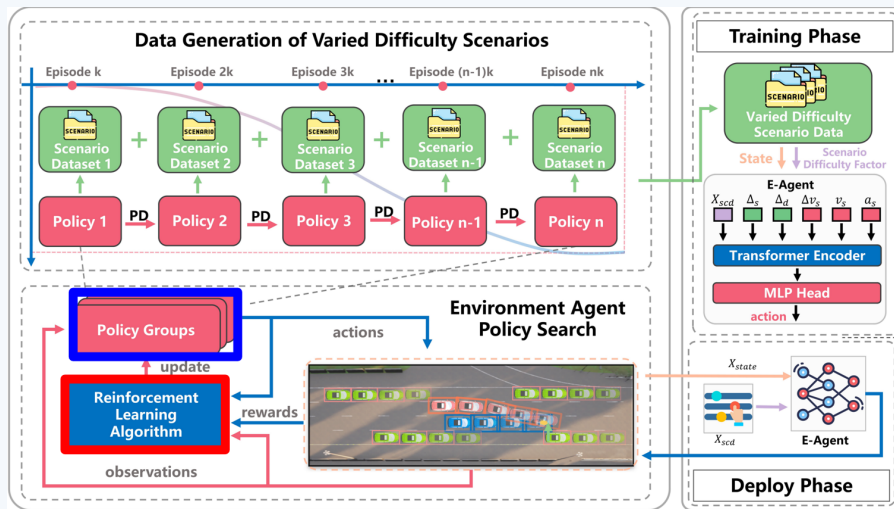 Data Generation of Varied Difficulty Scenarios
Episode k
Episode 2k
Episode 3k
...
Episode (n-1)k
Episode nk
SCENARIO
Scenario
Dataset 1
+
SCENARIO
Scenario
Dataset 2
+
SCENARIO
Scenario
Dataset 3
+
SCENARIO
Scenario
Dataset n-1
+
SCENARIO
Scenario
Dataset n
Policy 1
PD
Policy 2
PD
Policy 3
PD
Policy n-1
PD
Policy n
Environment Agent
Policy Search
Policy Groups
actions
update
Reinforcement
Learning
Algorithm
rewards
observations
Training Phase
SCENARIO
Varied Difficulty
Scenario Data
State
Scenario
Difficulty Factor
E-Agent
X_scd Δ_s Δ_d Δv_s v_s a_s
Transformer Encoder
MLP Head
action
X_state
X_scd
E-Agent
Deploy Phase